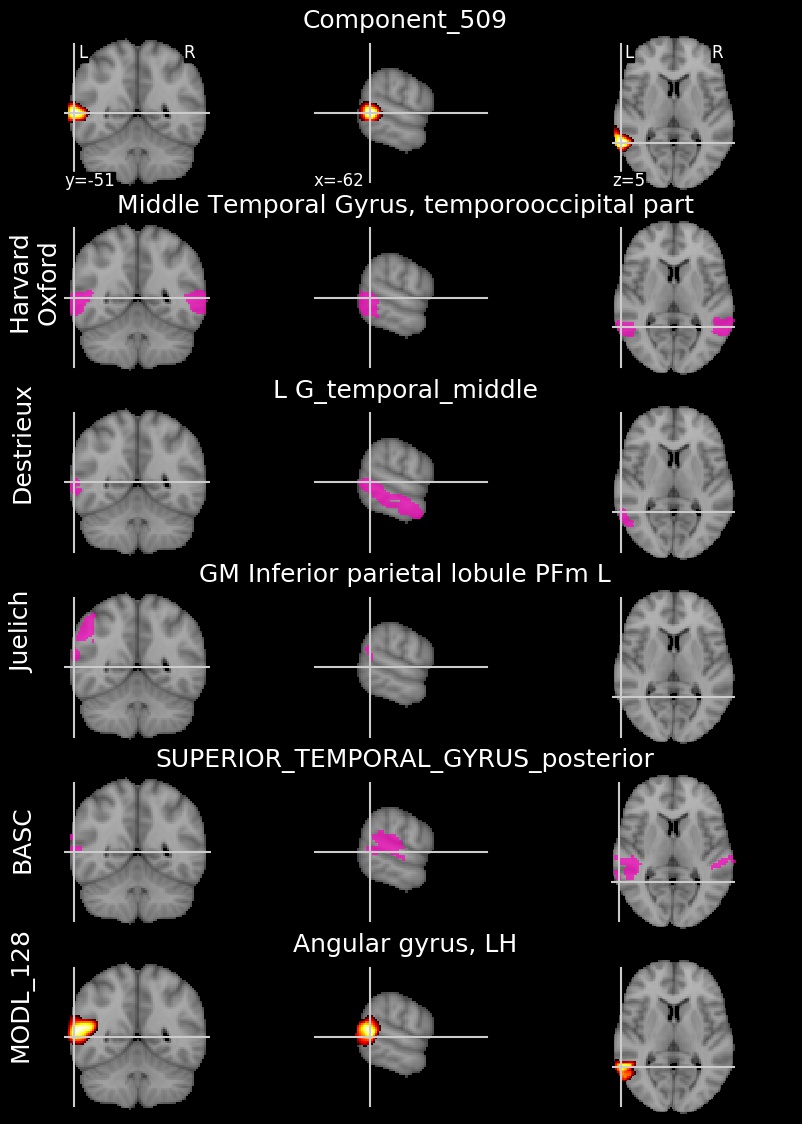 Component_509
L R
L R
y=-51
x=-62
z=5
Middle Temporal Gyrus, temporooccipital part
Harvard
Oxford
L G_temporal_middle
Destrieux
GM Inferior parietal lobule PFm L
Juelich
SUPERIOR_TEMPORAL_GYRUS_posterior
BASC
Angular gyrus, LH
MODL_128